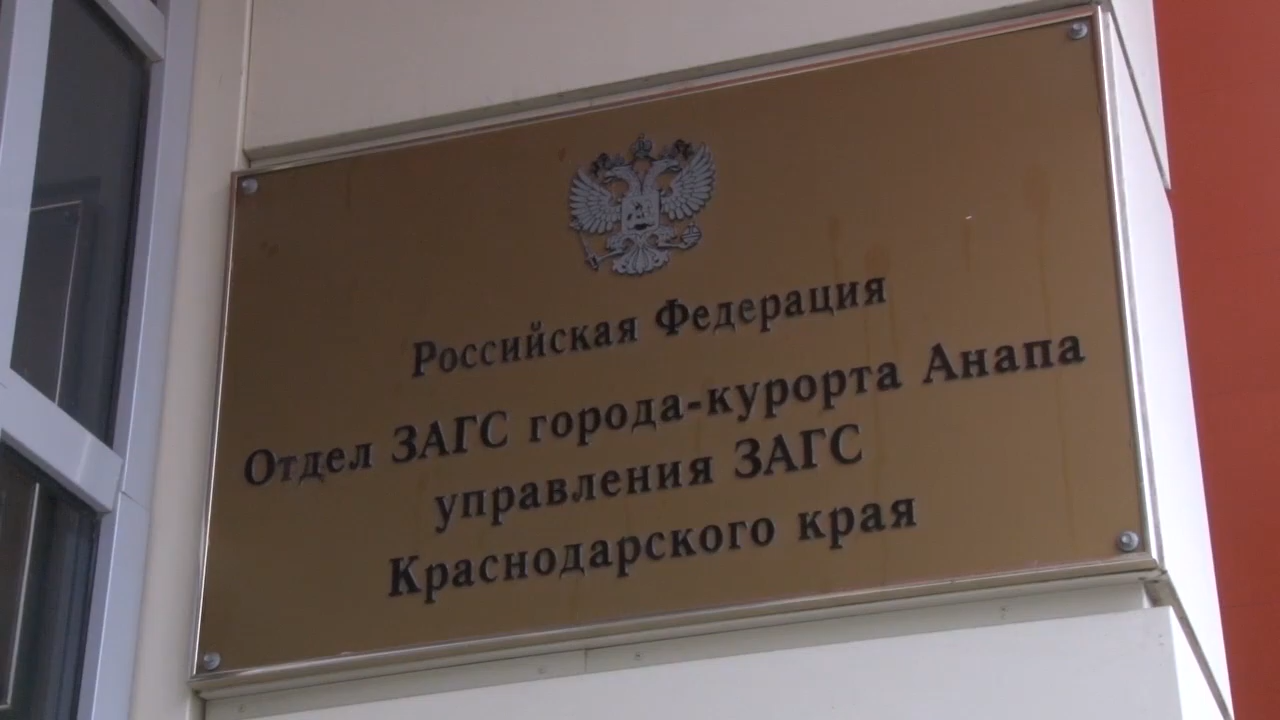 Российская Федерация
Отдел ЗАГС города-курорта Анапа
управления ЗАГС
Краснодарского края